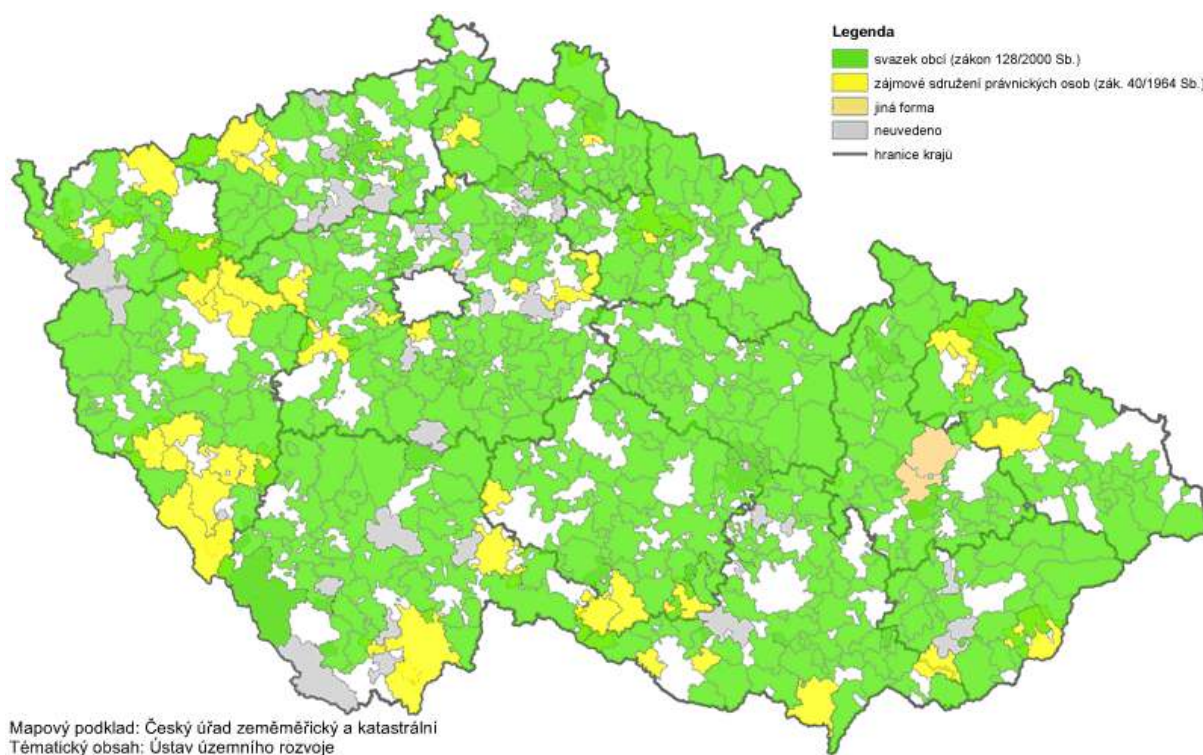 Legenda
svazek obcí (zákon 128/2000 Sb.)
zájmové sdružení právnických osob (zák. 40/1964 Sb.)
jiná forma
neuvedeno
hranice krajů
Mapový podklad: Český úřad zeměměřický a katastrální
Tématický obsah: Ústav územního rozvoje